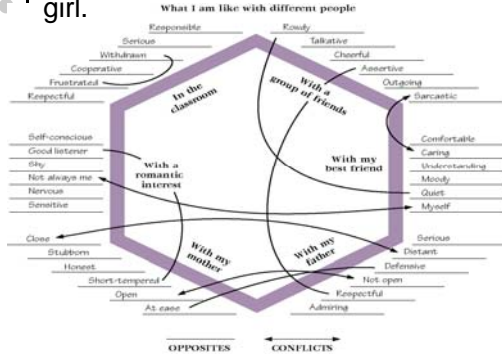 girl.
What I am like with different people
Responsible
Serious
Withdrawn
Cooperative
Frustrated
Respectful
In the
classroom
Rowdy
Talkative
Cheerful
Assertive
Outgoing
Sarcastic
With a
group of friends
Self-conscious
Good listener
Shy
Not always me
Nervous
Sensitive
With a
romantic
interest
Comfortable
Caring
Understanding
Moody
Quiet
Myself
With my
best friend
Close
Stubborn
Honest
Short-tempered
Open
At ease
With my
mother
Serious
Distant
Defensive
Not open
Respectful
Admiring
With my
father
OPPOSITES
CONFLICTS